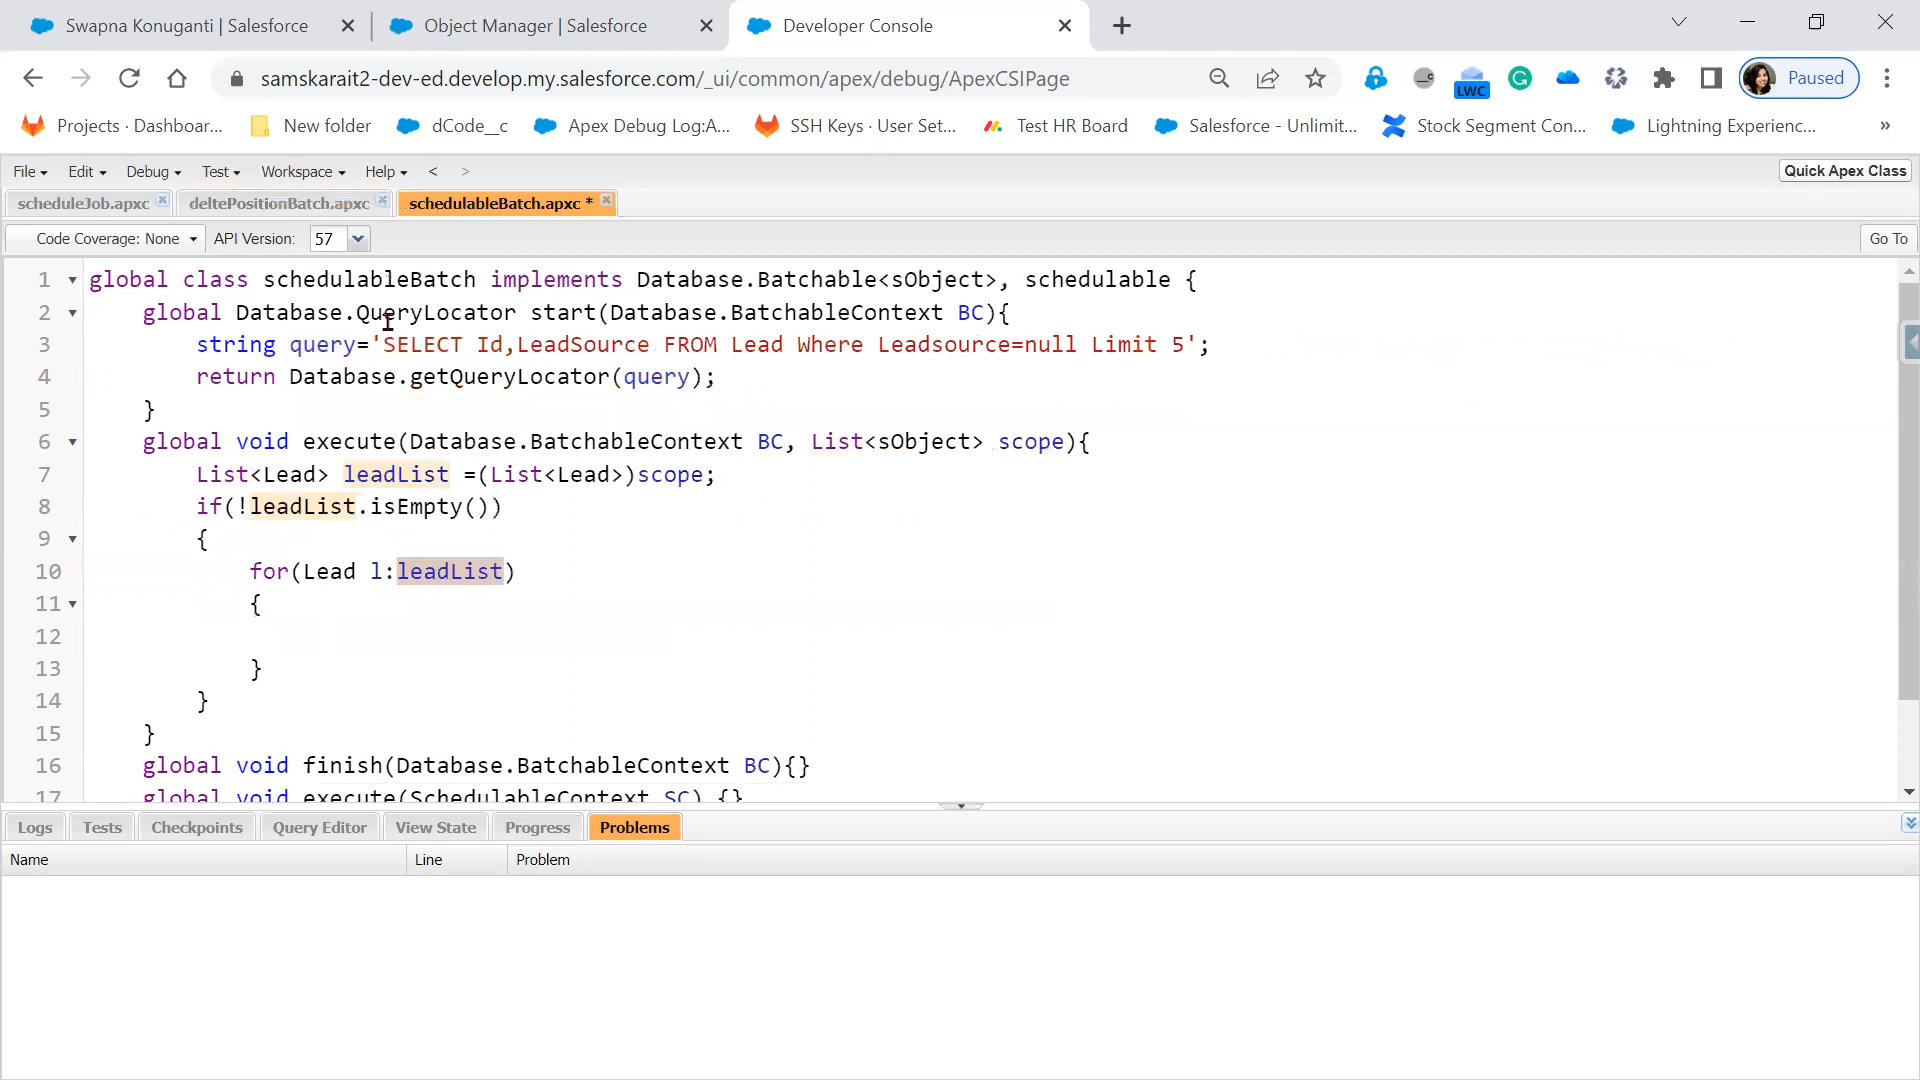 Swapna Konuganti | Salesforce
Object Manager | Salesforce
Developer Console
samskarait2-dev-ed.develop.my.salesforce.com/_ui/common/apex/debug/ApexCSIPage
LWC
Paused
Projects · Dashboar...
New folder
dCode__c
Apex Debug Log:A...
SSH Keys · User Set...
Test HR Board
Salesforce - Unlimit...
Stock Segment Con...
Lightning Experienc...
»
File
Edit
Debug
Test
Workspace
Help
<
>
Quick Apex Class
scheduleJob.apxc
deltePositionBatch.apxc
schedulableBatch.apxc *
Code Coverage: None
API Version:
57
Go To
1 global class schedulableBatch implements Database.Batchable<sObject>, schedulable {
2 global Database.QueryLocator start(Database.BatchableContext BC){
3 string query='SELECT Id,LeadSource FROM Lead Where Leadsource=null Limit 5';
4 return Database.getQueryLocator(query);
5 }
6 global void execute(Database.BatchableContext BC, List<sObject> scope){
7 List<Lead> leadList =(List<Lead>)scope;
8 if(!leadList.isEmpty())
9 {
10 for(Lead l:leadList)
11 {
12
13 }
14 }
15 }
16 global void finish(Database.BatchableContext BC){}
17 global void execute(SchedulableContext SC) {}
Logs
Tests
Checkpoints
Query Editor
View State
Progress
Problems
Name
Line
Problem